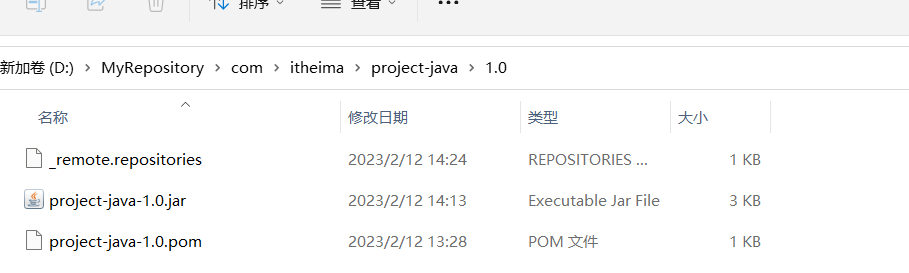 排序 查看
新加卷 (D:) > MyRepository > com > itheima > project-java > 1.0
名称 修改日期 类型 大小
_remote.repositories 2023/2/12 14:24 REPOSITORIES ... 1 KB
project-java-1.0.jar 2023/2/12 14:13 Executable Jar File 3 KB
project-java-1.0.pom 2023/2/12 13:28 POM 文件 1 KB